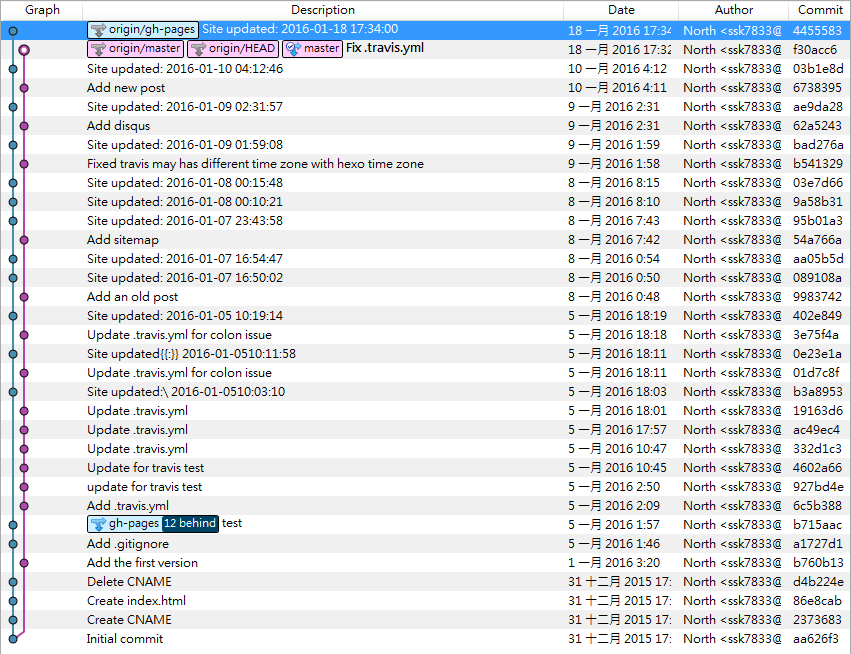 Graph Description Date Author Commit
origin/gh-pages Site updated: 2016-01-18 17:34:00 18 一月 2016 17:34 North <ssk7833@ 4455583
origin/master origin/HEAD master Fix .travis.yml 18 一月 2016 17:32 North <ssk7833@ f30acc6
Site updated: 2016-01-10 04:12:46 10 一月 2016 4:12 North <ssk7833@ 03b1e8d
Add new post 10 一月 2016 4:11 North <ssk7833@ 6738395
Site updated: 2016-01-09 02:31:57 9 一月 2016 2:31 North <ssk7833@ ae9da28
Add disqus 9 一月 2016 2:31 North <ssk7833@ 62a5243
Site updated: 2016-01-09 01:59:08 9 一月 2016 1:59 North <ssk7833@ bad276a
Fixed travis may has different time zone with hexo time zone 9 一月 2016 1:58 North <ssk7833@ b541329
Site updated: 2016-01-08 00:15:48 8 一月 2016 8:15 North <ssk7833@ 03e7d66
Site updated: 2016-01-08 00:10:21 8 一月 2016 8:10 North <ssk7833@ 9a58b31
Site updated: 2016-01-07 23:43:58 8 一月 2016 7:43 North <ssk7833@ 95b01a3
Add sitemap 8 一月 2016 7:42 North <ssk7833@ 54a766a
Site updated: 2016-01-07 16:54:47 8 一月 2016 0:54 North <ssk7833@ aa05b5d
Site updated: 2016-01-07 16:50:02 8 一月 2016 0:50 North <ssk7833@ 089108a
Add an old post 8 一月 2016 0:48 North <ssk7833@ 9983742
Site updated: 2016-01-05 10:19:14 5 一月 2016 18:19 North <ssk7833@ 402e849
Update .travis.yml for colon issue 5 一月 2016 18:18 North <ssk7833@ 3e75f4a
Site updated{{:}} 2016-01-0510:11:58 5 一月 2016 18:11 North <ssk7833@ 0e23e1a
Update .travis.yml for colon issue 5 一月 2016 18:11 North <ssk7833@ 01d7c8f
Site updated:\ 2016-01-0510:03:10 5 一月 2016 18:03 North <ssk7833@ b3a8953
Update .travis.yml 5 一月 2016 18:01 North <ssk7833@ 19163d6
Update .travis.yml 5 一月 2016 17:57 North <ssk7833@ ac49ec4
Update .travis.yml 5 一月 2016 10:47 North <ssk7833@ 332d1c3
Update for travis test 5 一月 2016 10:45 North <ssk7833@ 4602a66
update for travis test 5 一月 2016 2:50 North <ssk7833@ 927bd4e
Add .travis.yml 5 一月 2016 2:09 North <ssk7833@ 6c5b388
gh-pages 12 behind test 5 一月 2016 1:57 North <ssk7833@ b715aac
Add .gitignore 5 一月 2016 1:46 North <ssk7833@ a1727d1
Add the first version 1 一月 2016 3:20 North <ssk7833@ b760b13
Delete CNAME 31 十二月 2015 17: North <ssk7833@ d4b224e
Create index.html 31 十二月 2015 17: North <ssk7833@ 86e8cab
Create CNAME 31 十二月 2015 17: North <ssk7833@ 2373683
Initial commit 31 十二月 2015 17: North <ssk7833@ aa626f3